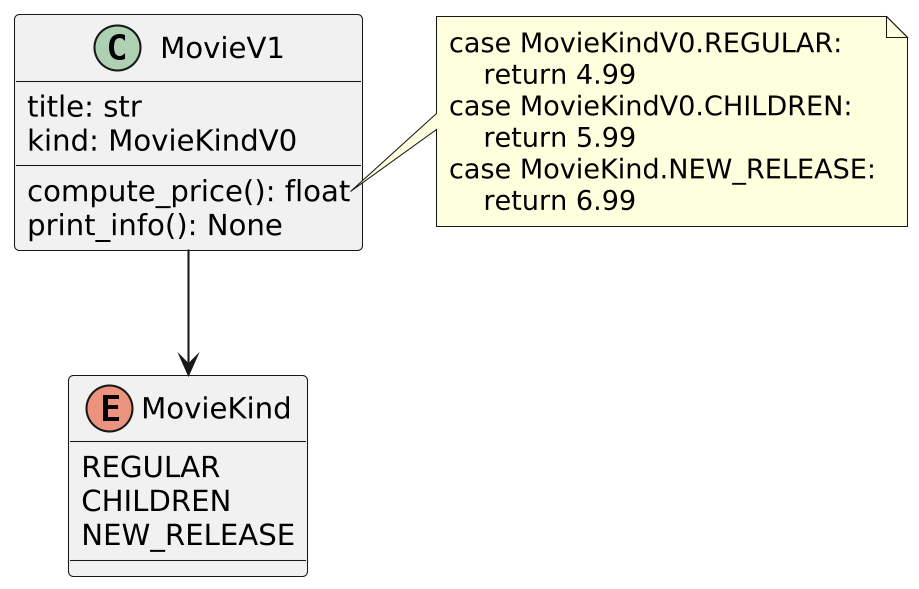 C MovieV1
title: str
kind: MovieKindV0
compute_price(): float
print_info(): None
case MovieKindV0.REGULAR:
    return 4.99
case MovieKindV0.CHILDREN:
    return 5.99
case MovieKind.NEW_RELEASE:
    return 6.99
E MovieKind
REGULAR
CHILDREN
NEW_RELEASE